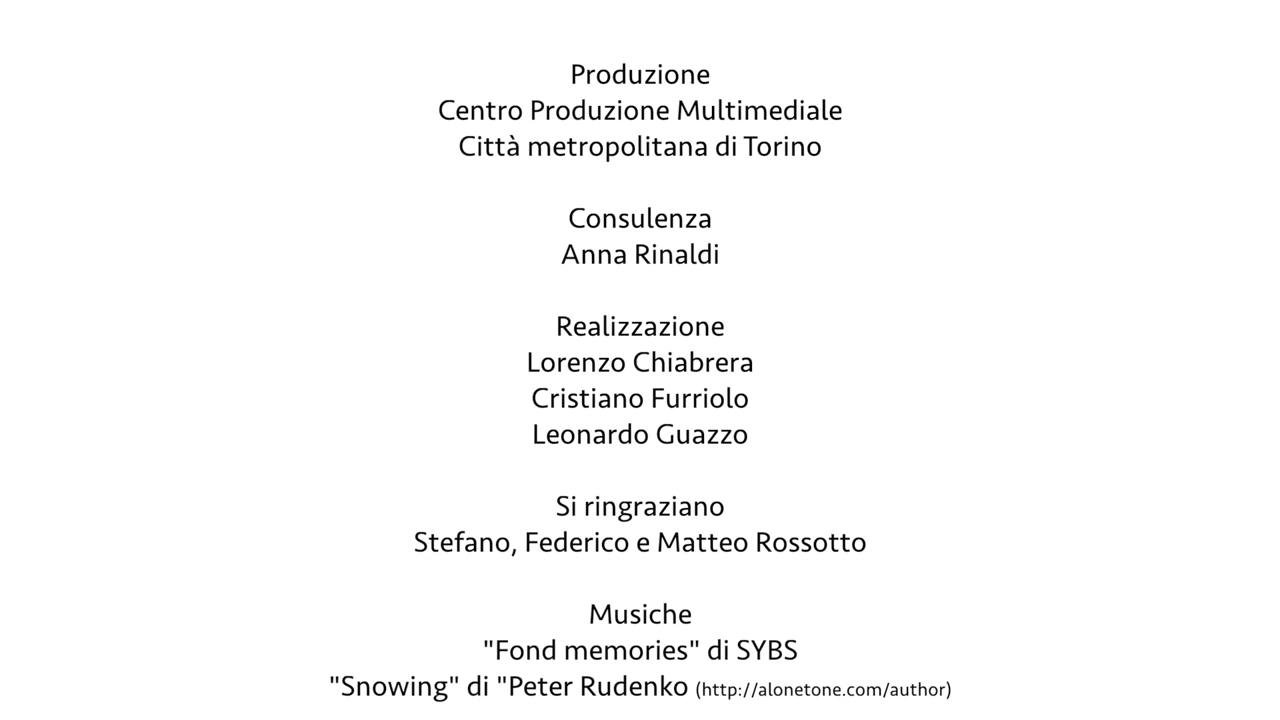 Produzione
Centro Produzione Multimediale
Città metropolitana di Torino
Consulenza
Anna Rinaldi
Realizzazione
Lorenzo Chiabrera
Cristiano Furriolo
Leonardo Guazzo
Si ringraziano
Stefano, Federico e Matteo Rossotto
Musiche
"Fond memories" di SYBS
"Snowing" di "Peter Rudenko (http://alonetone.com/author)